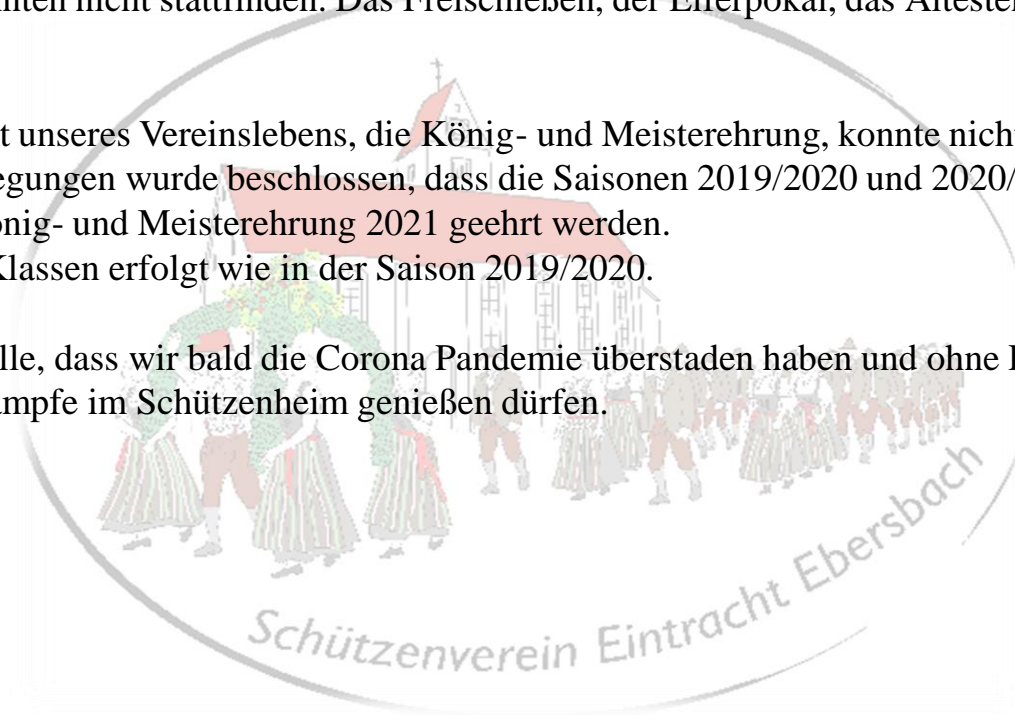 nten nicht stattfinden. Das Freischießen, der Elferpokal, das Ältesten
t unseres Vereinslebens, die König- und Meisterehrung, konnte nich
egungen wurde beschlossen, dass die Saisonen 2019/2020 und 2020/
önig- und Meisterehrung 2021 geehrt werden.
Klassen erfolgt wie in der Saison 2019/2020.
lle, dass wir bald die Corona Pandemie überstaden haben und ohne
ämpfe im Schützenheim genießen dürfen.
Schützenverein Eintracht Ebersbach